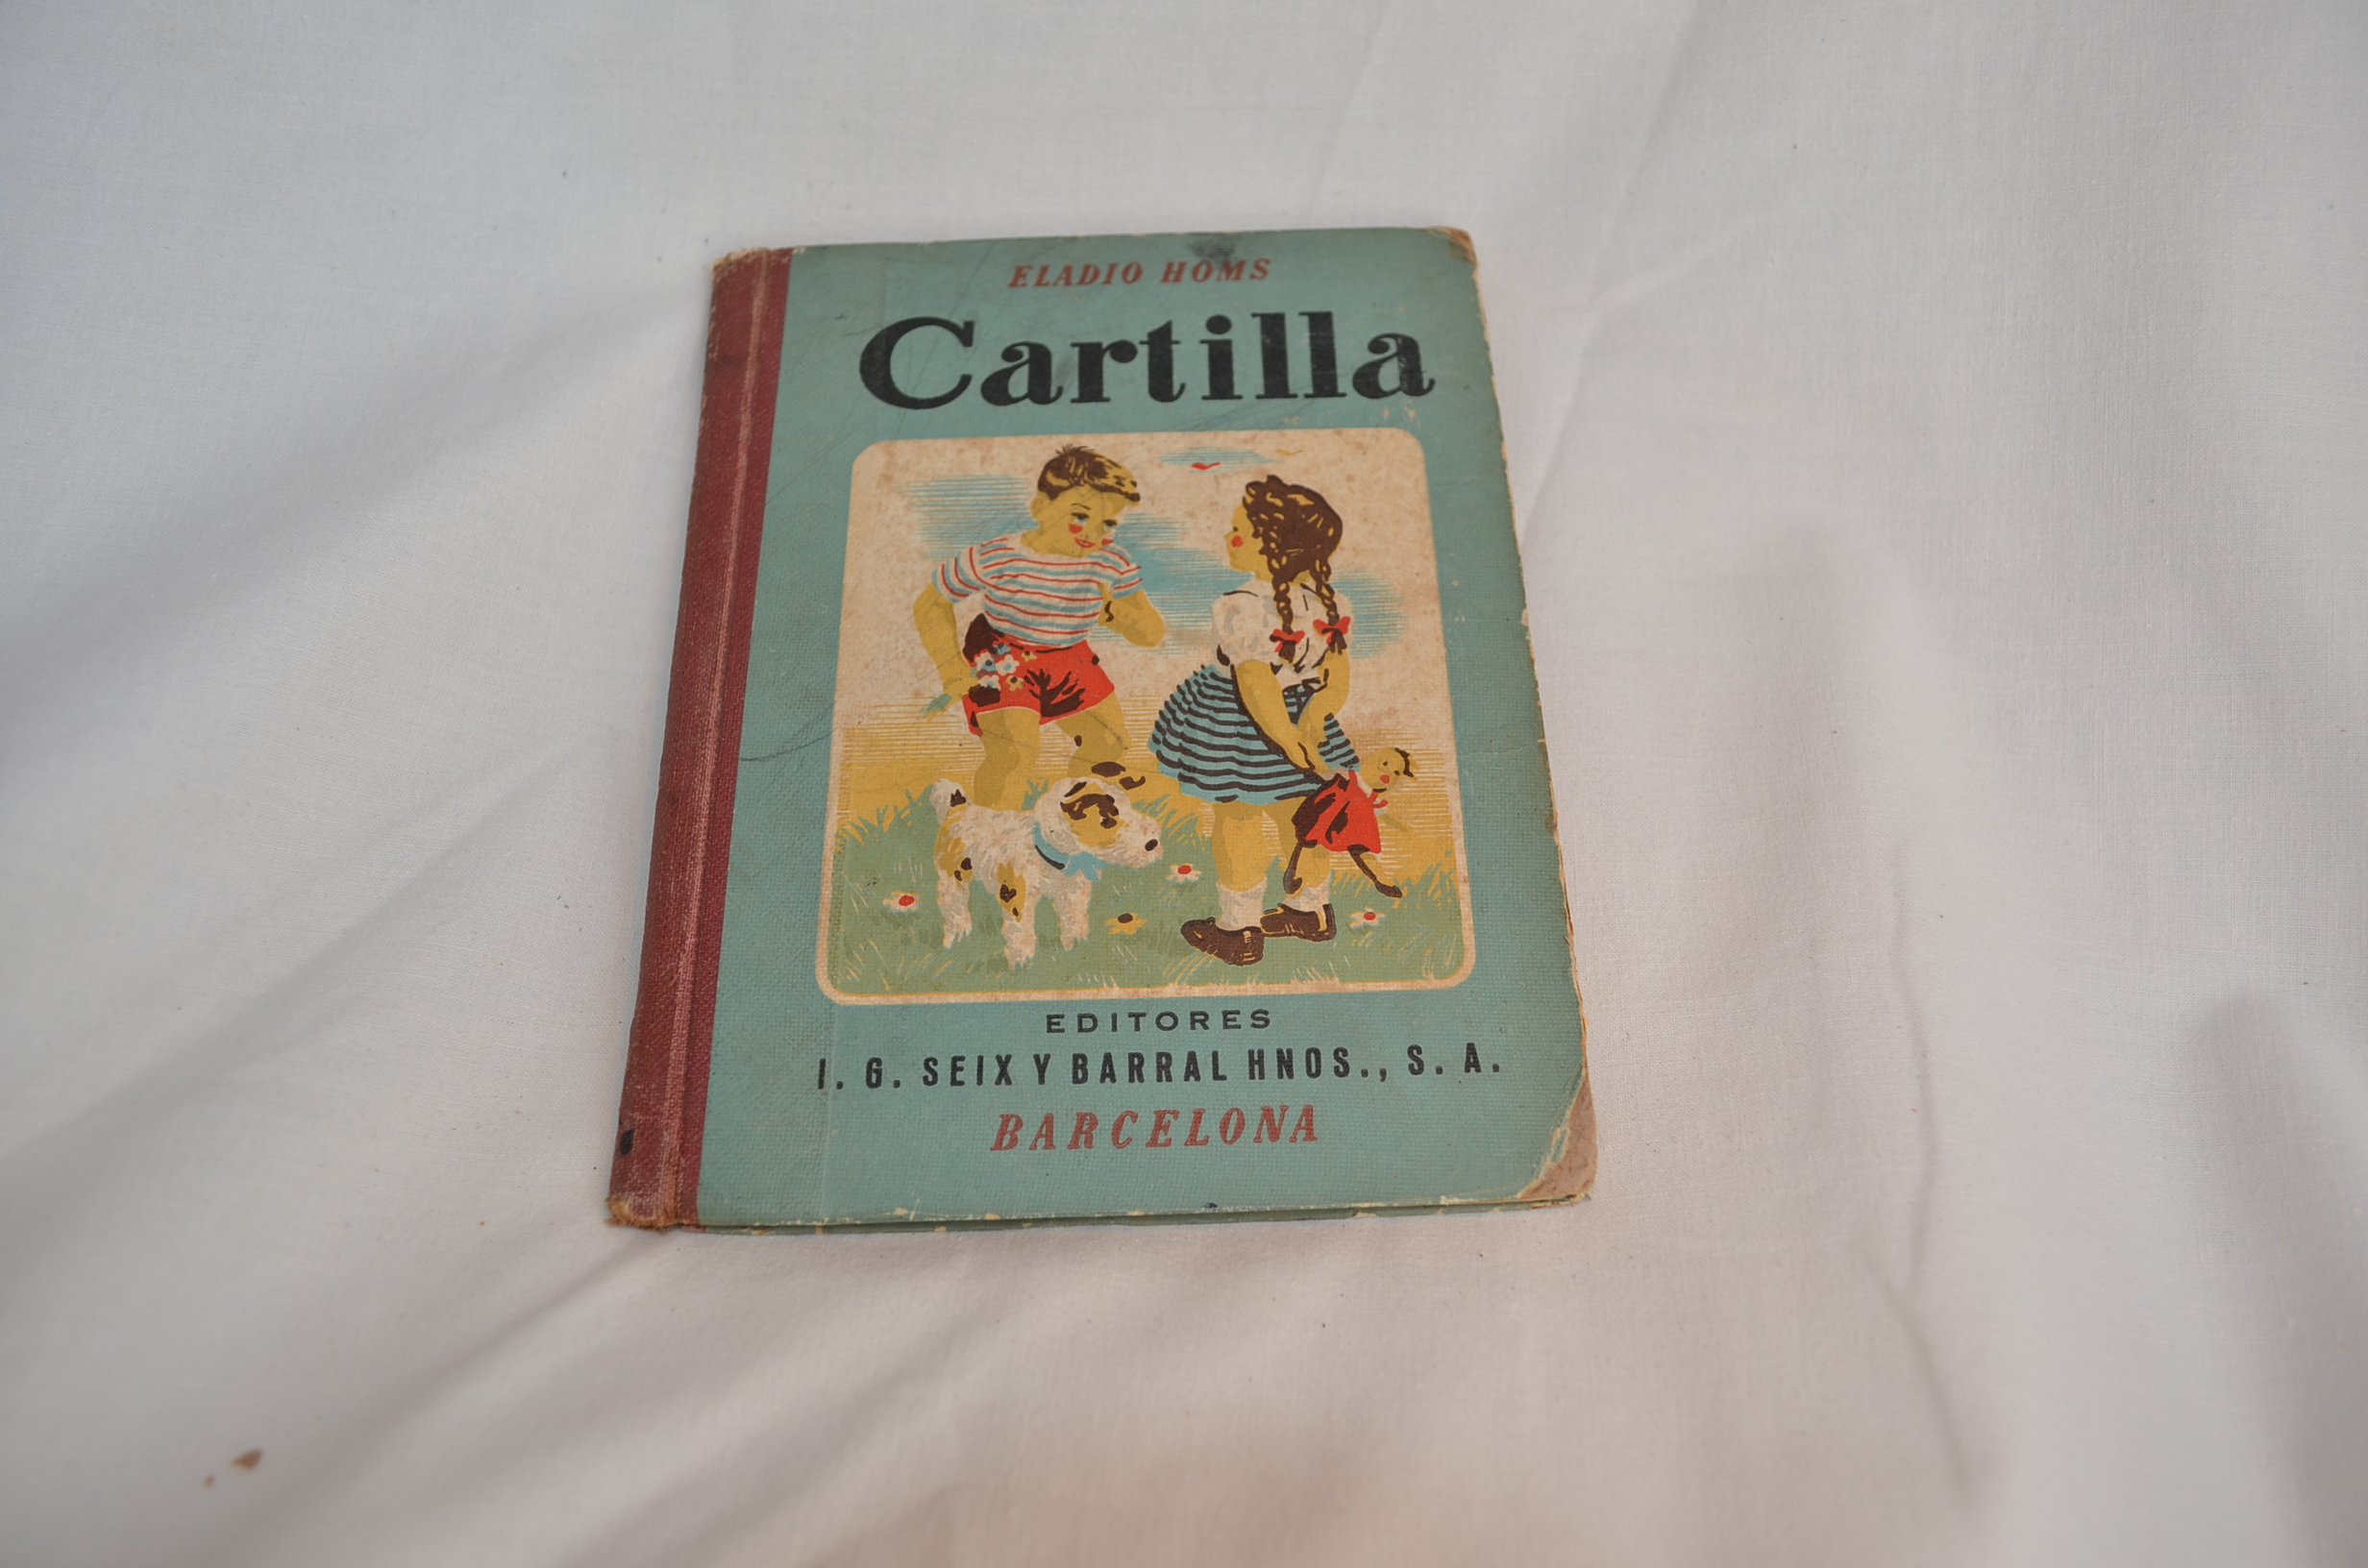 ELADIO HOMS
Cartilla
EDITORES
I. G. SEIX Y BARRAL HNOS., S. A.
BARCELONA